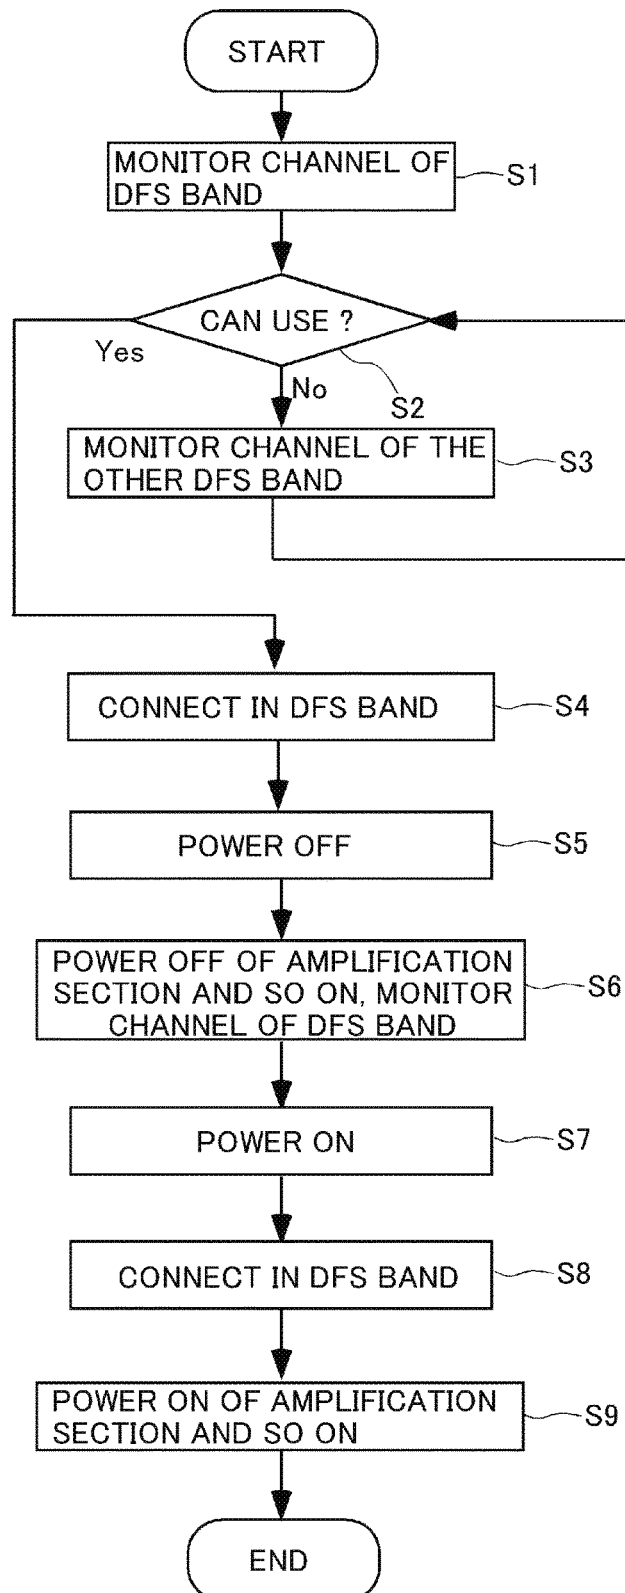 START
MONITOR CHANNEL OF
DFS BAND
S1
CAN USE ?
Yes
No
S2
MONITOR CHANNEL OF THE
OTHER DFS BAND
S3
CONNECT IN DFS BAND
S4
POWER OFF
S5
POWER OFF OF AMPLIFICATION
SECTION AND SO ON, MONITOR
CHANNEL OF DFS BAND
S6
POWER ON
S7
CONNECT IN DFS BAND
S8
POWER ON OF AMPLIFICATION
SECTION AND SO ON
S9
END